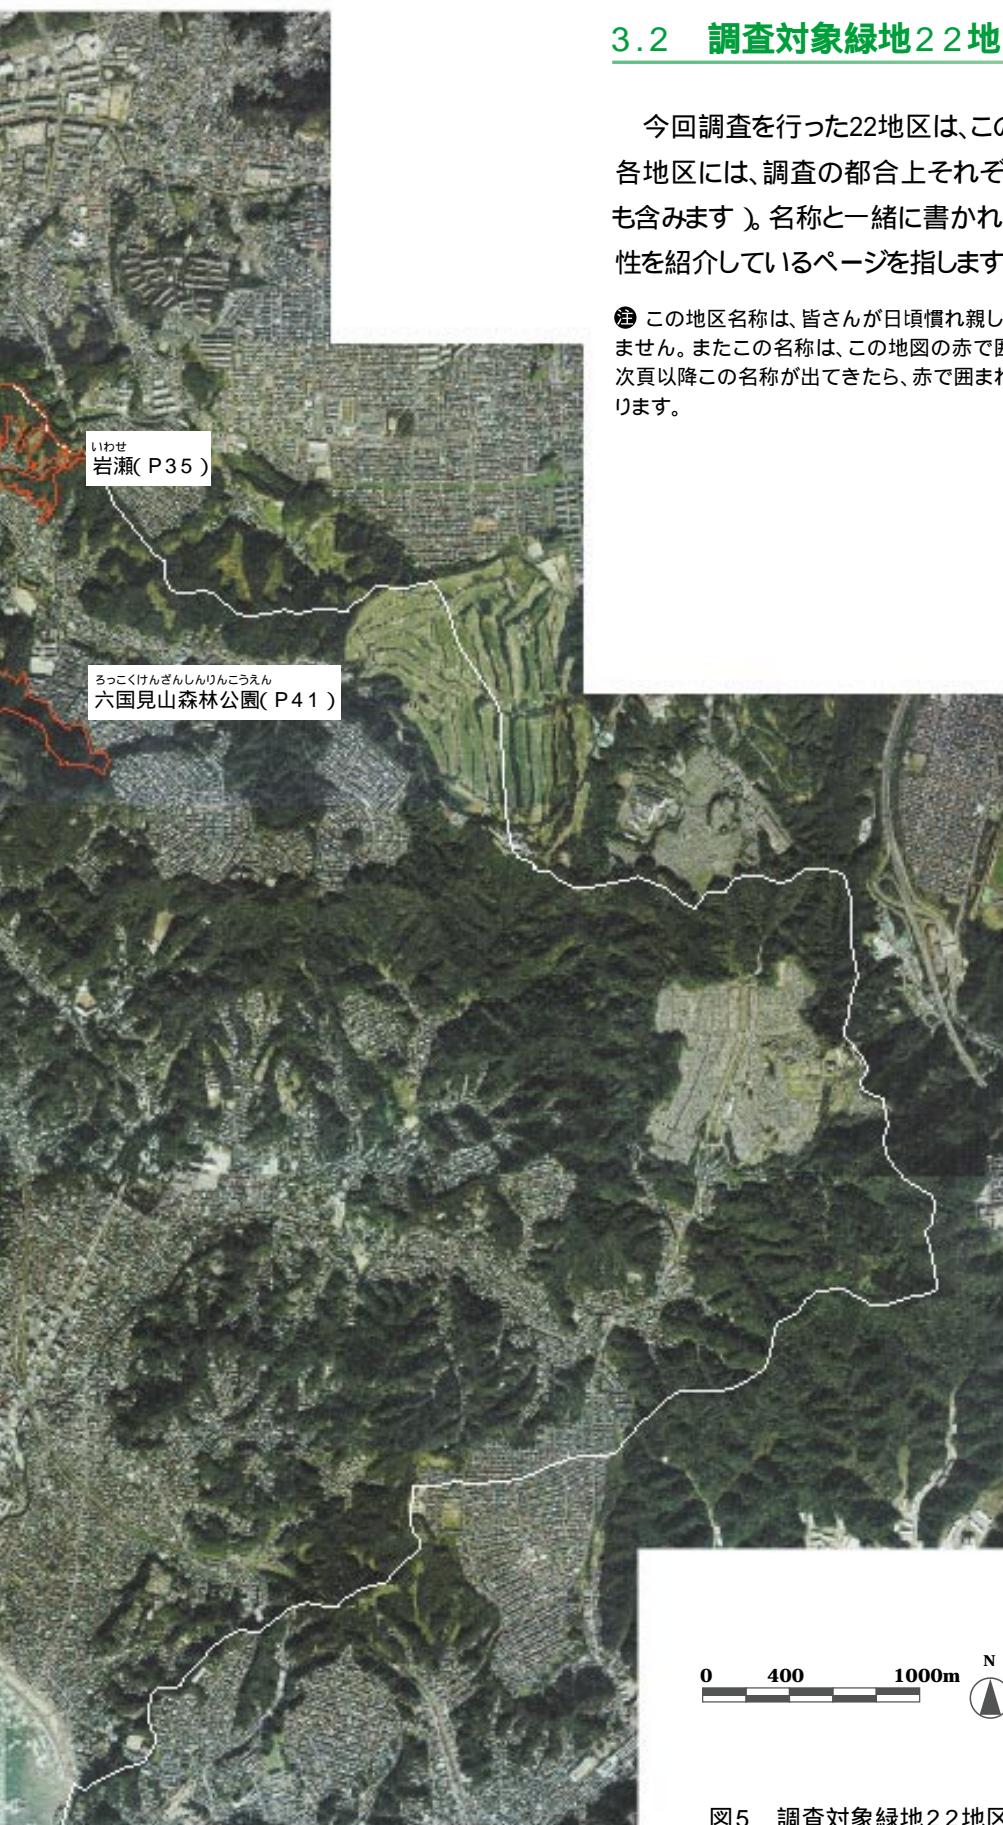 3.2 調査対象緑地22地
今回調査を行った22地区は、この
各地区には、調査の都合上それぞ
も含みます)。名称と一緒に書かれ
性を紹介しているページを指します
注 この地区名称は、皆さんが日頃慣れ親し
ません。またこの名称は、この地図の赤で囲
次頁以降この名称が出てきたら、赤で囲まれ
ります。
いわせ
岩瀬(P35)
ろっこくけんざんしんりんこうえん
六国見山森林公園(P41)
0 400 1000m N
図5 調査対象緑地22地区